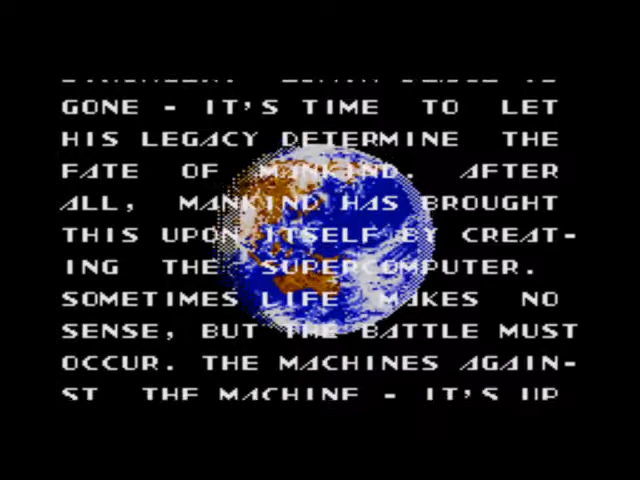 GONE - IT'S TIME TO LET
HIS LEGACY DETERMINE THE
FATE OF MANKIND. AFTER
ALL, MANKIND HAS BROUGHT
THIS UPON ITSELF BY CREAT-
ING THE SUPERCOMPUTER.
SOMETIMES LIFE MAKES NO
SENSE, BUT THE BATTLE MUST
OCCUR. THE MACHINES AGAIN-
ST THE MACHINE - IT'S UP